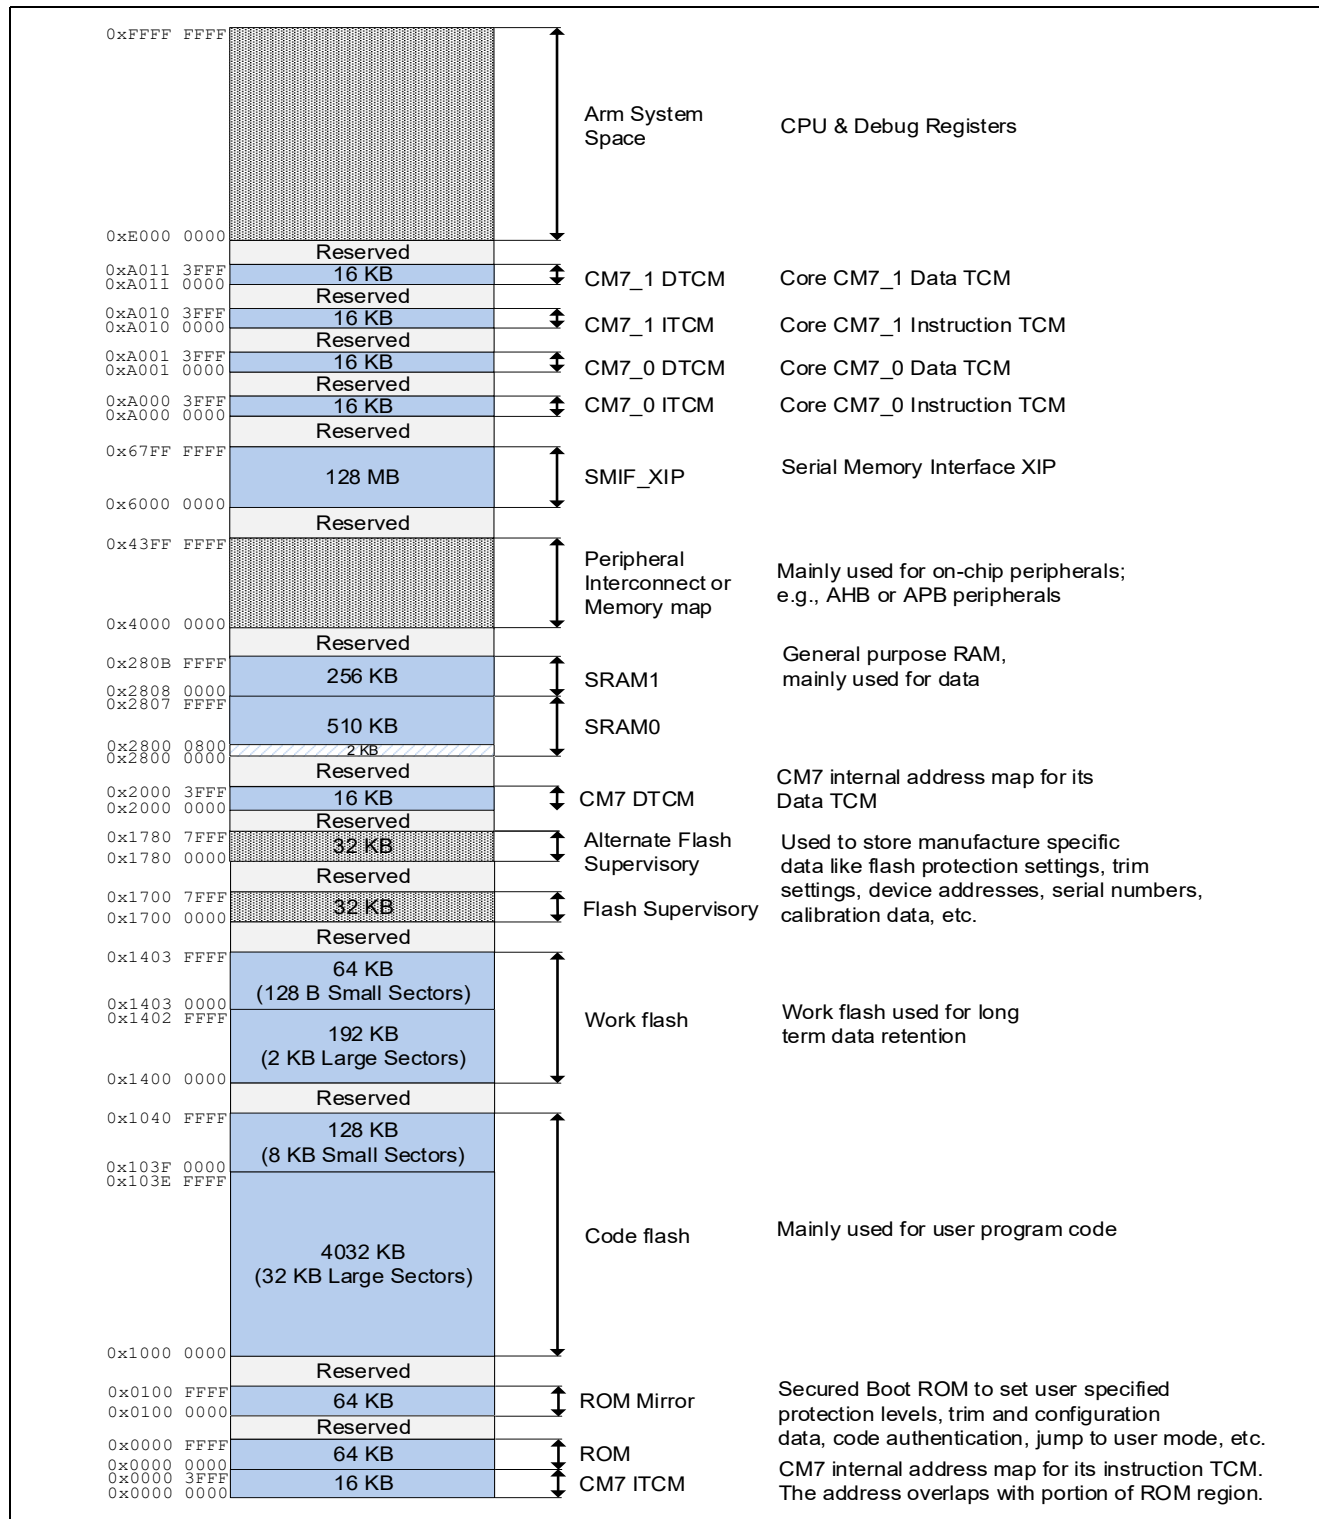 0xFFFF FFFF
Arm System
Space
CPU & Debug Registers
0xE000 0000
Reserved
0xA011 3FFF
0xA011 0000
16 KB
CM7_1 DTCM
Core CM7_1 Data TCM
Reserved
0xA010 3FFF
0xA010 0000
16 KB
CM7_1 ITCM
Core CM7_1 Instruction TCM
Reserved
0xA001 3FFF
0xA001 0000
16 KB
CM7_0 DTCM
Core CM7_0 Data TCM
Reserved
0xA000 3FFF
0xA000 0000
16 KB
CM7_0 ITCM
Core CM7_0 Instruction TCM
Reserved
0x67FF FFFF
128 MB
SMIF_XIP
Serial Memory Interface XIP
0x6000 0000
Reserved
0x43FF FFFF
Peripheral
Interconnect or
Memory map
Mainly used for on-chip peripherals;
e.g., AHB or APB peripherals
0x4000 0000
Reserved
0x280B FFFF
256 KB
0x2808 0000
SRAM1
General purpose RAM,
mainly used for data
0x2807 FFFF
510 KB
SRAM0
0x2800 0800
2 KB
0x2800 0000
Reserved
0x2000 3FFF
0x2000 0000
16 KB
CM7 DTCM
CM7 internal address map for its
Data TCM
Reserved
0x1780 7FFF
0x1780 0000
32 KB
Alternate Flash
Supervisory
Used to store manufacture specific
data like flash protection settings, trim
settings, device addresses, serial numbers,
calibration data, etc.
Reserved
0x1700 7FFF
0x1700 0000
32 KB
Flash Supervisory
Reserved
0x1403 FFFF
64 KB
(128 B Small Sectors)
0x1403 0000
0x1402 FFFF
192 KB
(2 KB Large Sectors)
0x1400 0000
Work flash
Work flash used for long
term data retention
Reserved
0x1040 FFFF
128 KB
(8 KB Small Sectors)
0x103F 0000
0x103E FFFF
4032 KB
(32 KB Large Sectors)
0x1000 0000
Code flash
Mainly used for user program code
Reserved
0x0100 FFFF
0x0100 0000
64 KB
ROM Mirror
Secured Boot ROM to set user specified
protection levels, trim and configuration
data, code authentication, jump to user mode, etc.
Reserved
0x0000 FFFF
0x0000 0000
64 KB
ROM
0x0000 3FFF
0x0000 0000
16 KB
CM7 ITCM
CM7 internal address map for its instruction TCM.
The address overlaps with portion of ROM region.